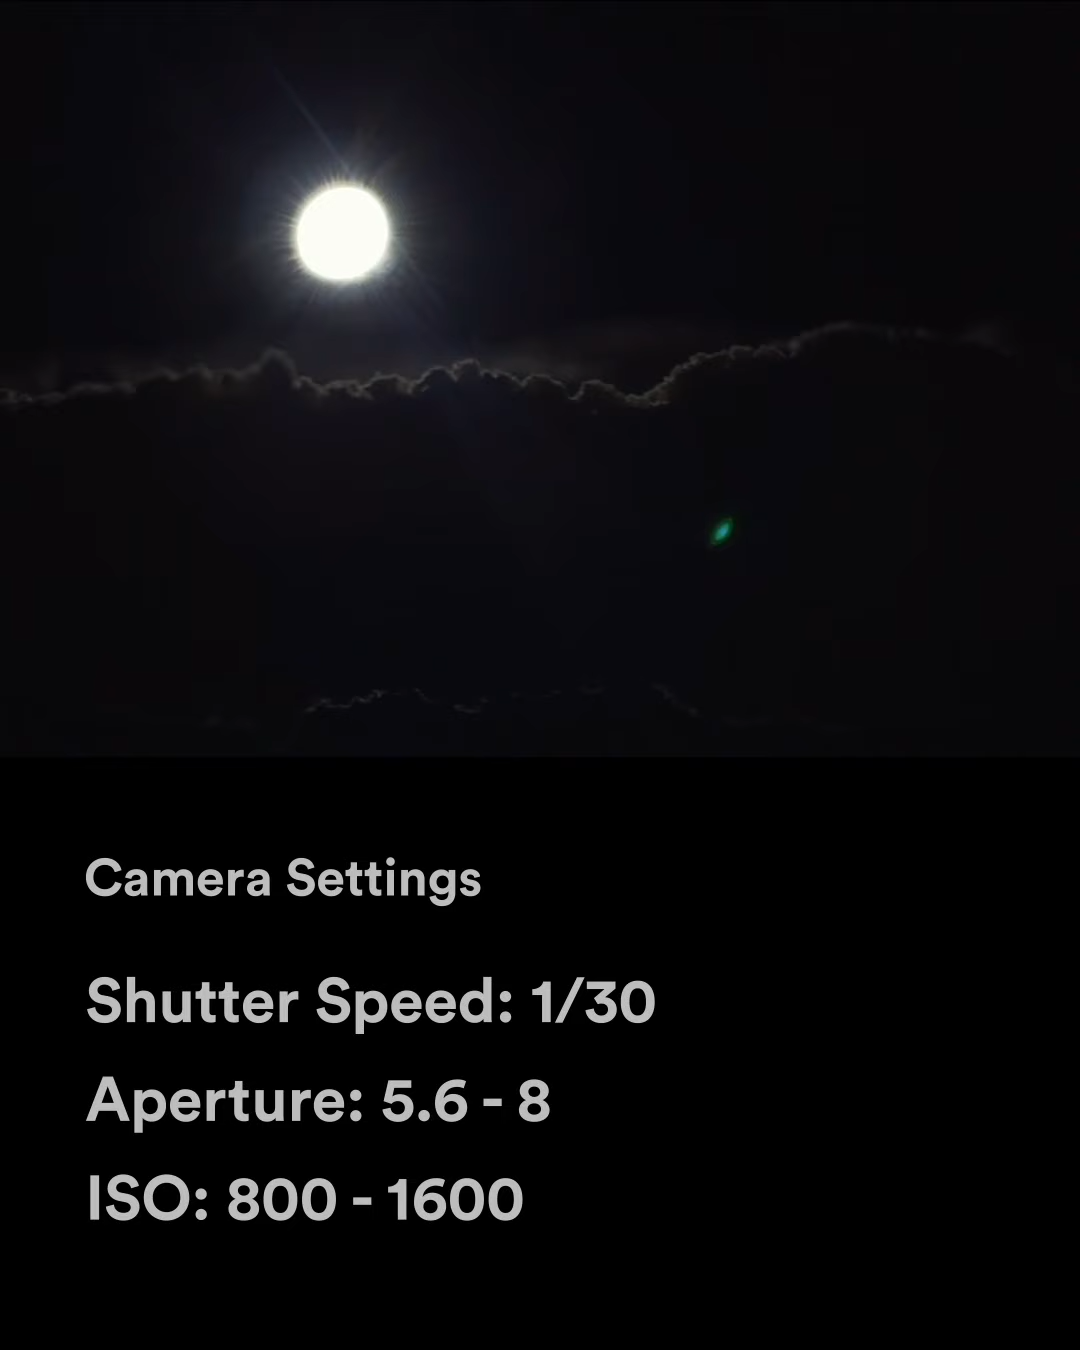 Camera Settings
Shutter Speed: 1/30
Aperture: 5.6 - 8
ISO: 800 - 1600